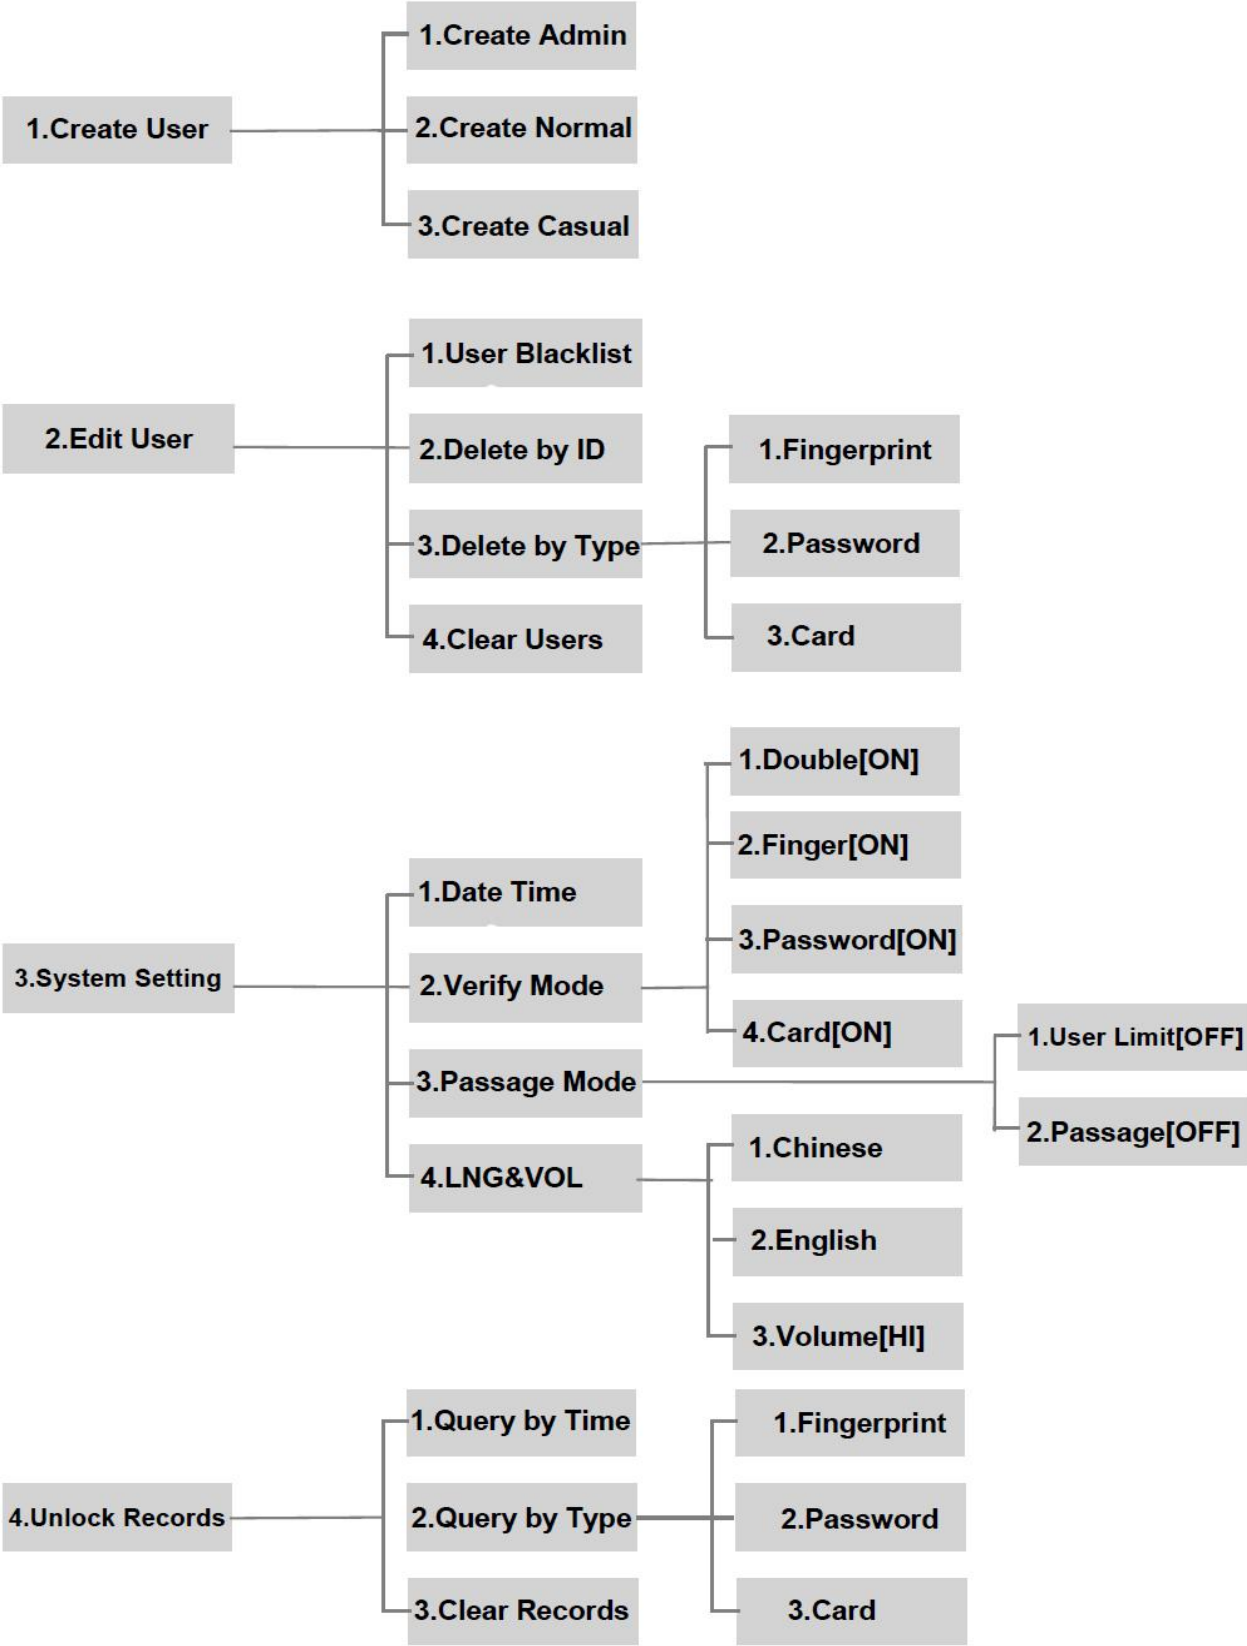 1.Create User
1.Create Admin
2.Create Normal
3.Create Casual
2.Edit User
1.User Blacklist
2.Delete by ID
3.Delete by Type
1.Fingerprint
2.Password
3.Card
4.Clear Users
3.System Setting
1.Date Time
2.Verify Mode
1.Double[ON]
2.Finger[ON]
3.Password[ON]
4.Card[ON]
3.Passage Mode
1.User Limit[OFF]
2.Passage[OFF]
4.LNG&VOL
1.Chinese
2.English
3.Volume[HI]
4.Unlock Records
1.Query by Time
2.Query by Type
1.Fingerprint
2.Password
3.Card
3.Clear Records